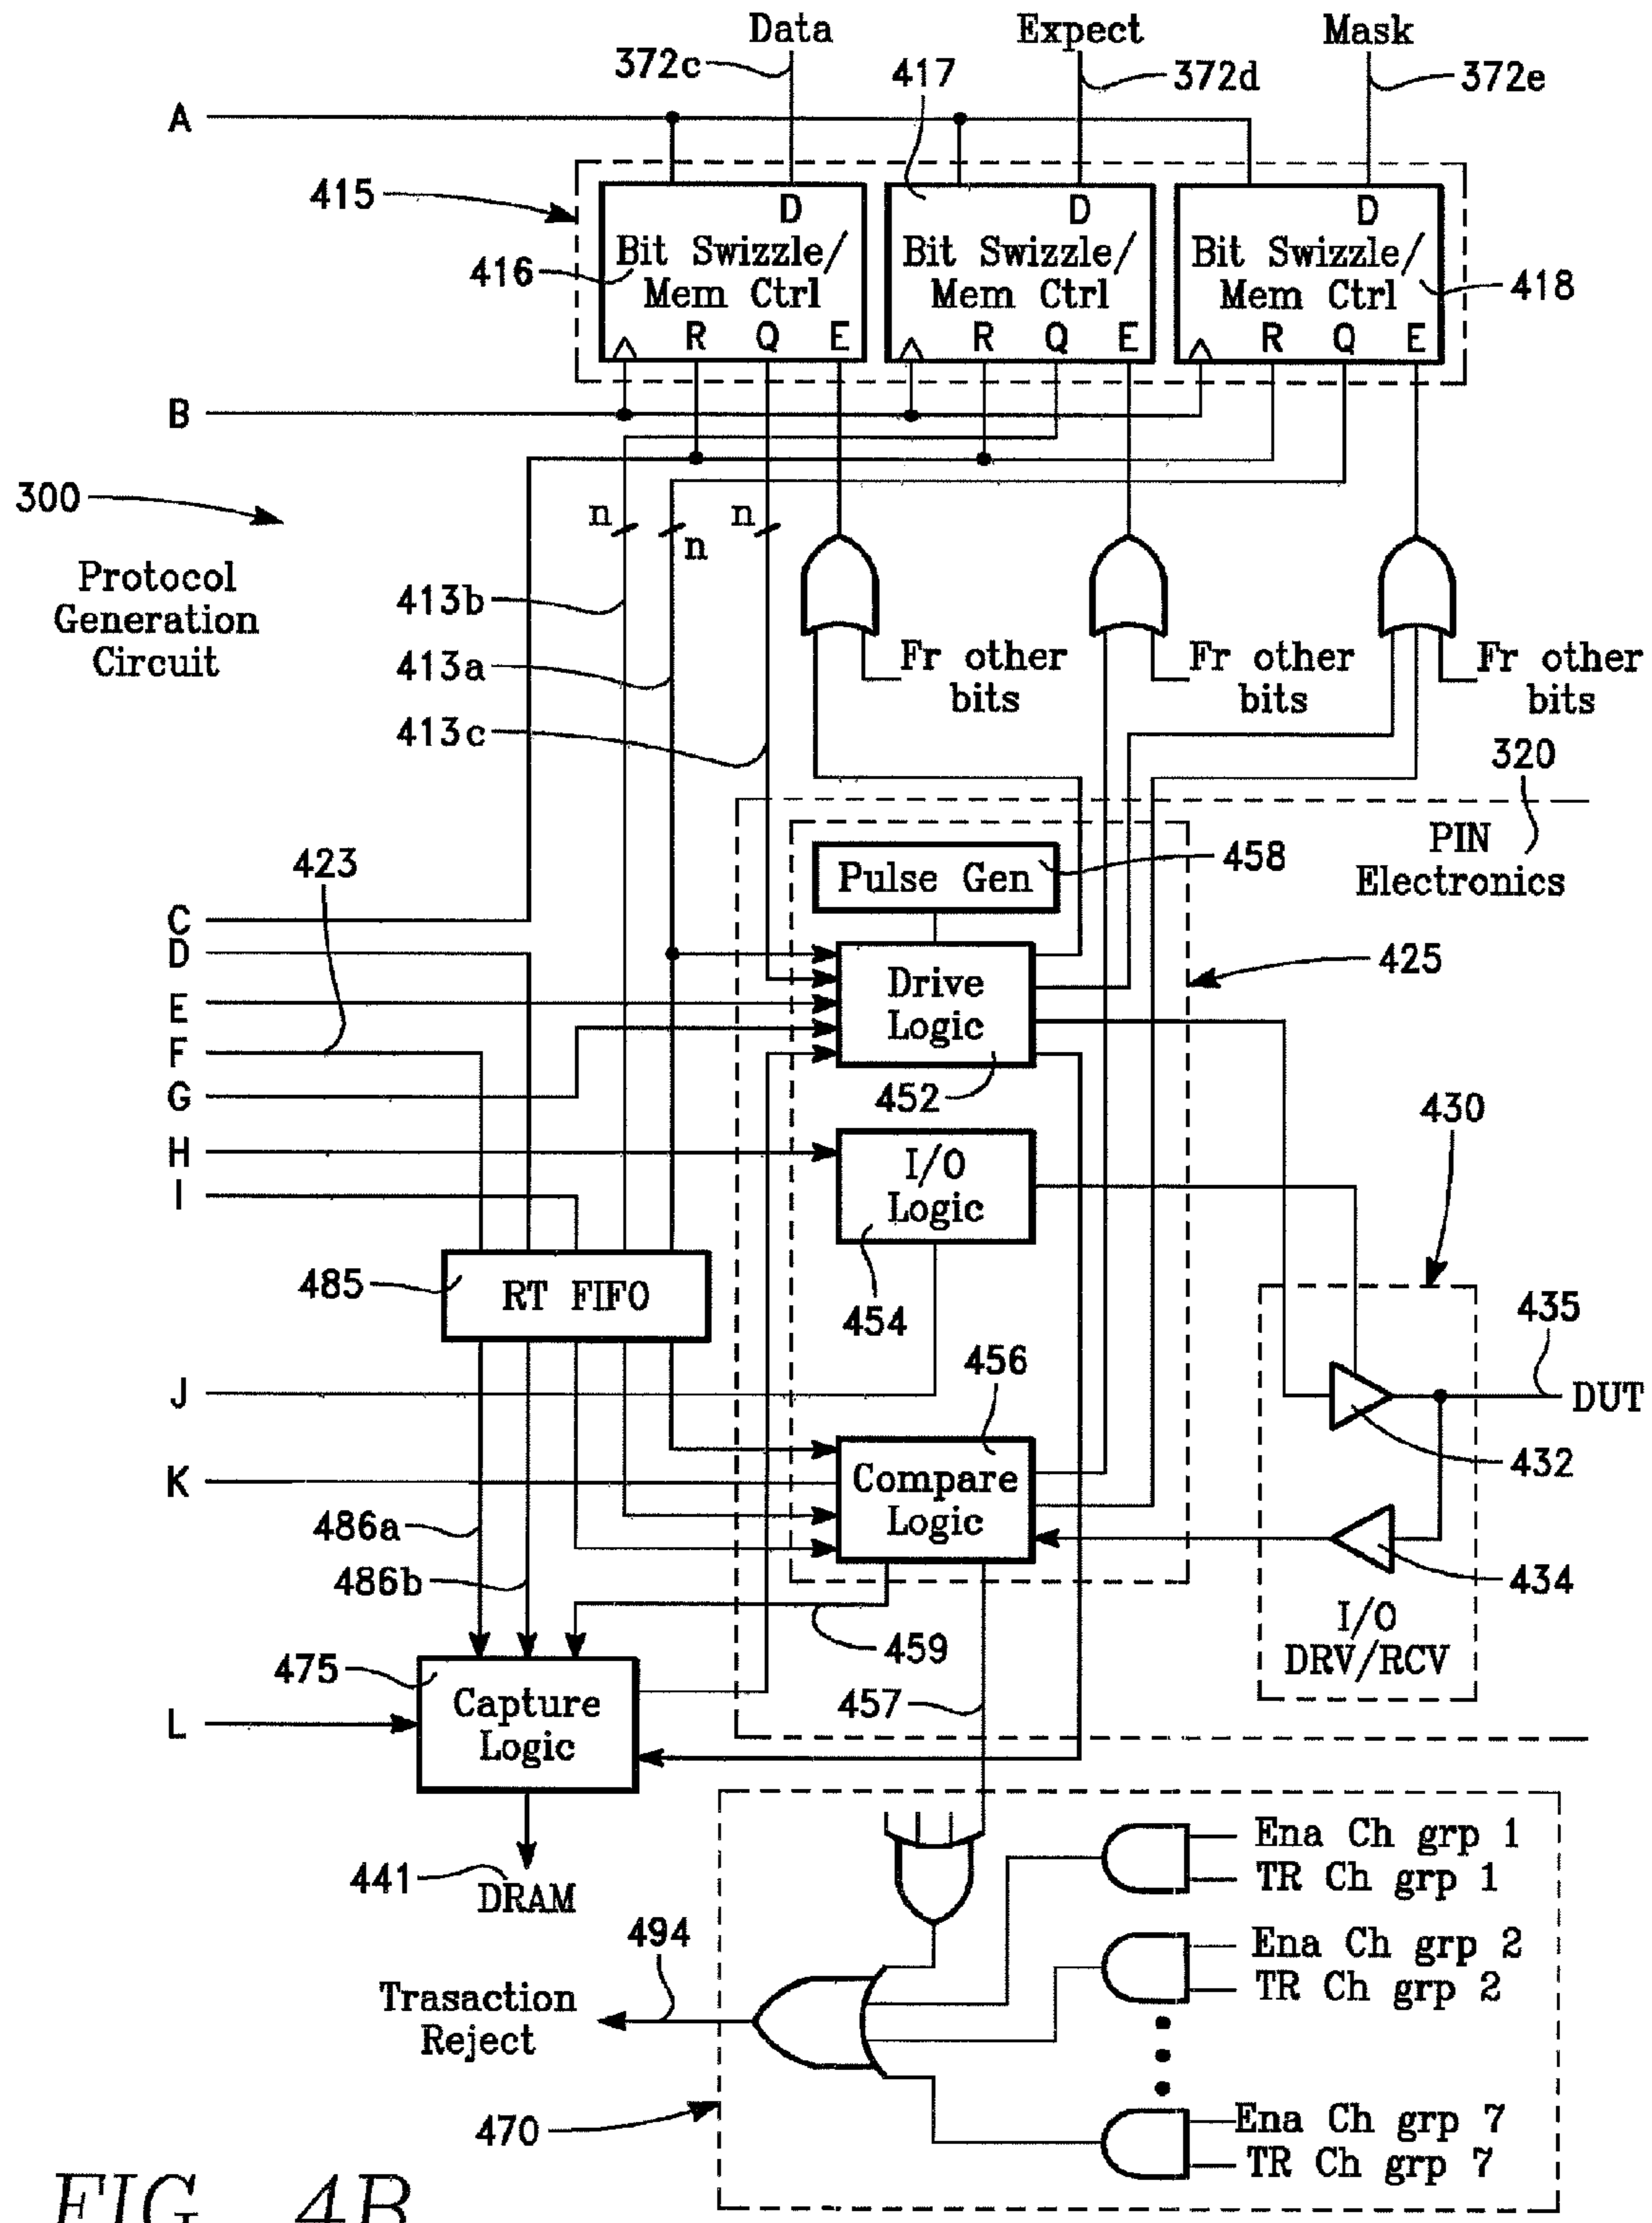 Data
Expect
Mask
372c
417
372d
372e
A
415
D
D
D
416
Bit Swizzle/
Mem Ctrl
Bit Swizzle/
Mem Ctrl
Bit Swizzle/
Mem Ctrl
418
R Q E
R Q E
R Q E
B
300
Protocol
Generation
Circuit
n
n
n
413b
413a
413c
Fr other
bits
Fr other
bits
Fr other
bits
320
PIN
Electronics
423
Pulse Gen
458
C
D
E
F
G
H
I
Drive
Logic
425
452
430
I/O
Logic
485
RT FIFO
454
435
456
J
DUT
432
K
Compare
Logic
486a
486b
434
459
I/O
DRV/RCV
475
457
L
Capture
Logic
441
DRAM
Ena Ch grp 1
TR Ch grp 1
494
Ena Ch grp 2
TR Ch grp 2
Trasaction
Reject
470
Ena Ch grp 7
TR Ch grp 7
FIG. 4B